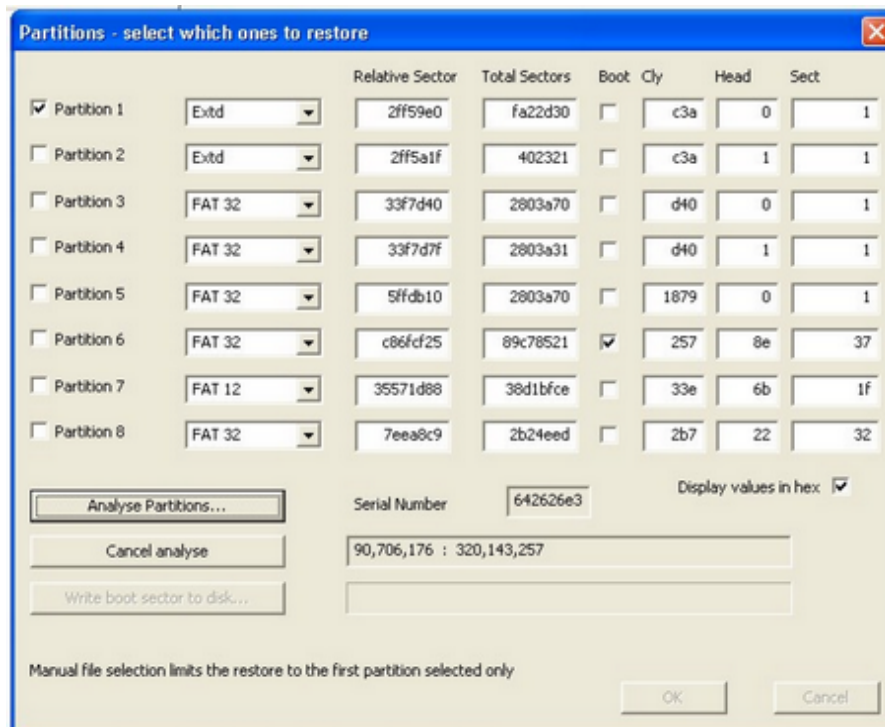 Partitions - select which ones to restore
Relative Sector Total Sectors Boot Cly Head Sect
Partition 1 Extd 2ff59e0 fa22d30 c3a 0 1
Partition 2 Extd 2ff5a1f 402321 c3a 1 1
Partition 3 FAT 32 33f7d40 2803a70 d40 0 1
Partition 4 FAT 32 33f7d7f 2803a31 d40 1 1
Partition 5 FAT 32 5ffdb10 2803a70 1879 0 1
Partition 6 FAT 32 c86fcf25 89c78521 257 8e 37
Partition 7 FAT 12 35571d88 38d1bfce 33e 6b 1f
Partition 8 FAT 32 7eea8c9 2b24eed 2b7 22 32
Display values in hex
Analyse Partitions... Serial Number 642626e3
Cancel analyse 90,706,176 : 320,143,257
Write boot sector to disk...
Manual file selection limits the restore to the first partition selected only
OK Cancel